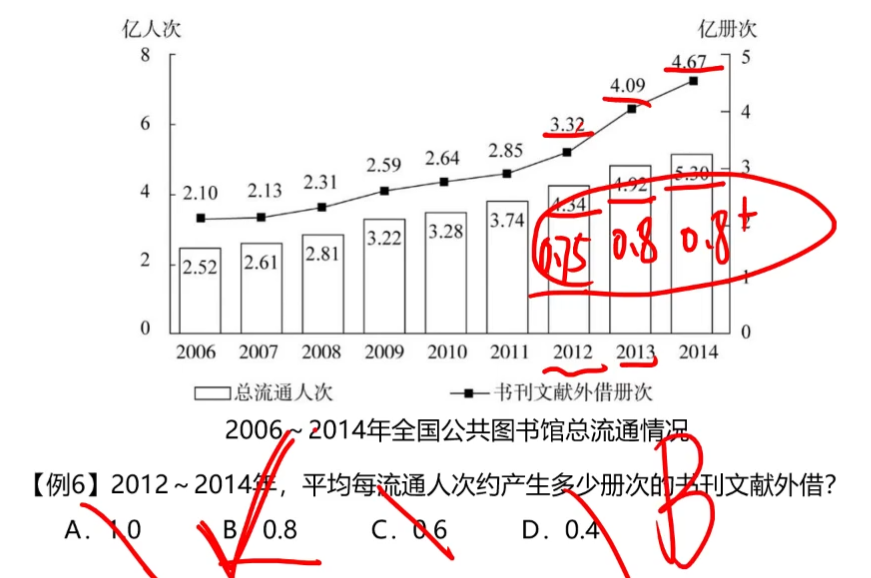 亿人次 亿册次
8 5
4.67
4.09 4
6
3.32
2.85
2.59 2.64
2.10 2.13 2.31 3
4 4.92 5.30
4.34
3.74 2
3.22 3.28
2.52 2.61 2.81 0.75 0.8 0.8+
2 1
0 0
2006 2007 2008 2009 2010 2011 2012 2013 2014
总流通人次 书刊文献外借册次
2006~2014年全国公共图书馆总流通情况
【例6】2012~2014年,平均每流通人次约产生多少册次的书刊文献外借?
A. 1.0 B. 0.8 C. 0.6 D. 0.4
B